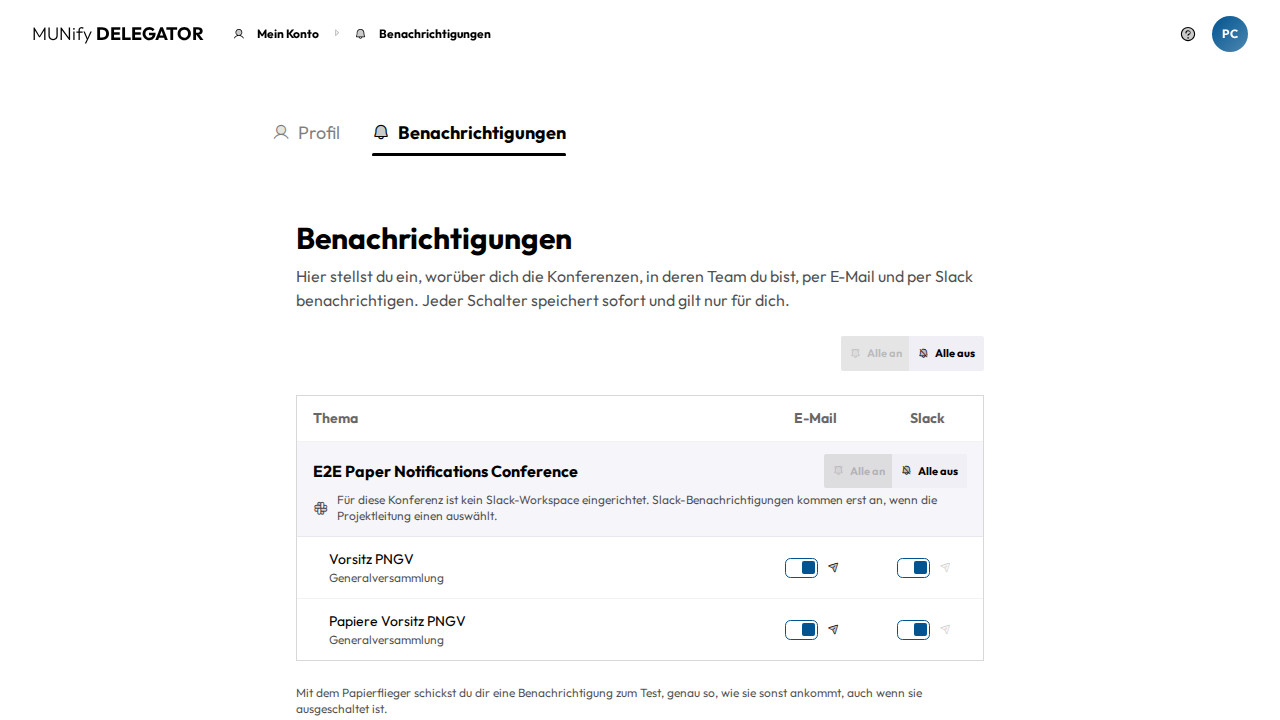 MUNify DELEGATOR
Mein Konto
Benachrichtigungen
PC
Profil
Benachrichtigungen
Benachrichtigungen
Hier stellst du ein, worüber dich die Konferenzen, in deren Team du bist, per E-Mail und per Slack
benachrichtigen. Jeder Schalter speichert sofort und gilt nur für dich.
Alle an
Alle aus
Thema
E-Mail
Slack
E2E Paper Notifications Conference
Alle an
Alle aus
Für diese Konferenz ist kein Slack-Workspace eingerichtet. Slack-Benachrichtigungen kommen erst an, wenn die
Projektleitung einen auswählt.
Vorsitz PNGV
Generalversammlung
Papiere Vorsitz PNGV
Generalversammlung
Mit dem Papierflieger schickst du dir eine Benachrichtigung zum Test, genau so, wie sie sonst ankommt, auch wenn sie
ausgeschaltet ist.